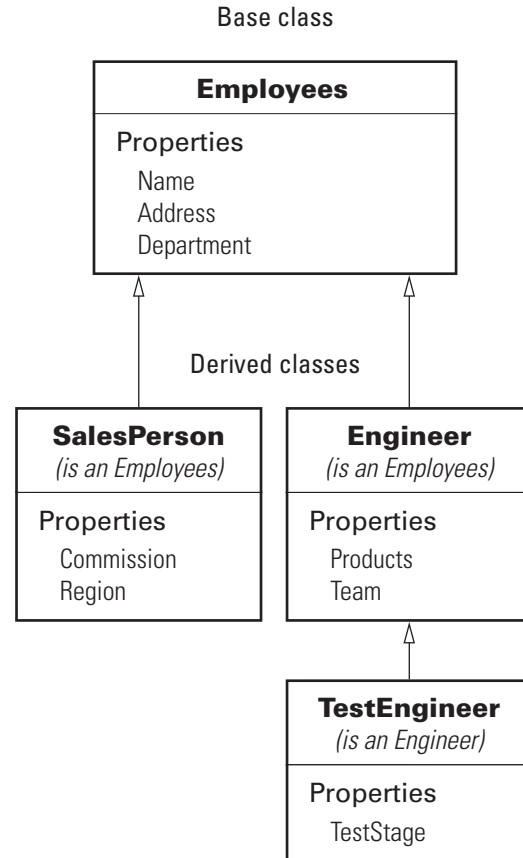 Base class
Employees
Properties
Name
Address
Department
Derived classes
SalesPerson
(is an Employees)
Properties
Commission
Region
Engineer
(is an Employees)
Properties
Products
Team
TestEngineer
(is an Engineer)
Properties
TestStage